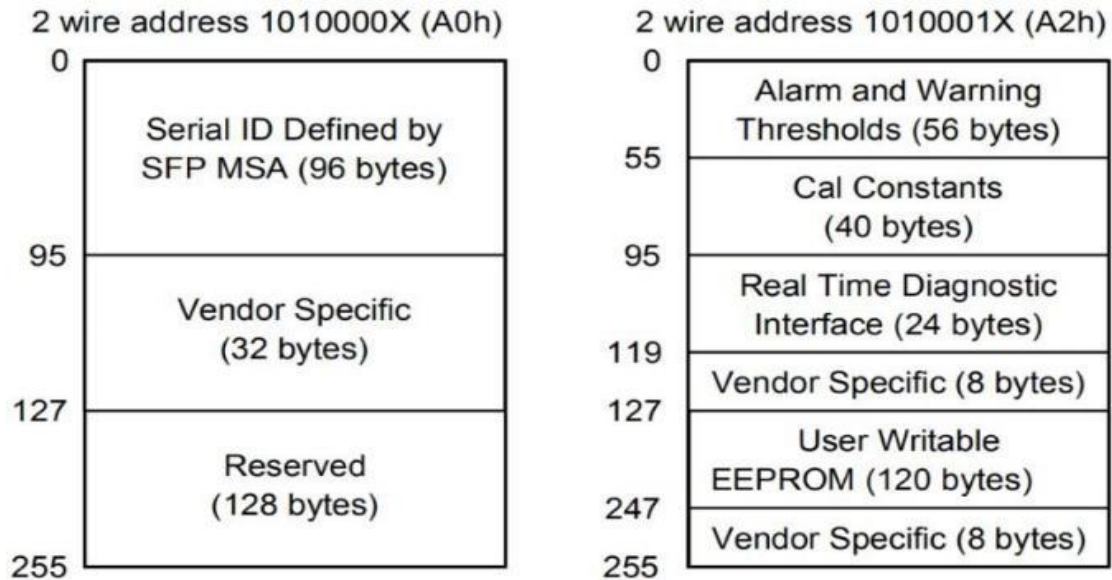 2 wire address 1010000X (A0h)
0
Serial ID Defined by
SFP MSA (96 bytes)
95
Vendor Specific
(32 bytes)
127
Reserved
(128 bytes)
255
2 wire address 1010001X (A2h)
0
Alarm and Warning
Thresholds (56 bytes)
55
Cal Constants
(40 bytes)
95
Real Time Diagnostic
Interface (24 bytes)
119
Vendor Specific (8 bytes)
127
User Writable
EEPROM (120 bytes)
247
Vendor Specific (8 bytes)
255